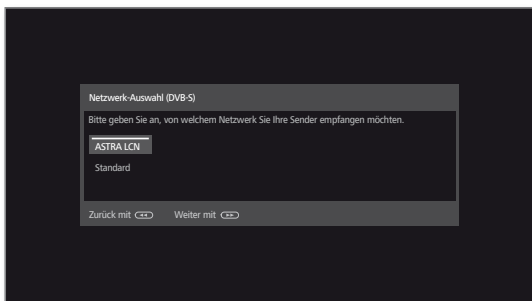 Netzwerk-Auswahl (DVB-S)
Bitte geben Sie an, von welchem Netzwerk Sie Ihre Sender empfangen möchten.
ASTRA LCN
Standard
Zurück mit Weiter mit